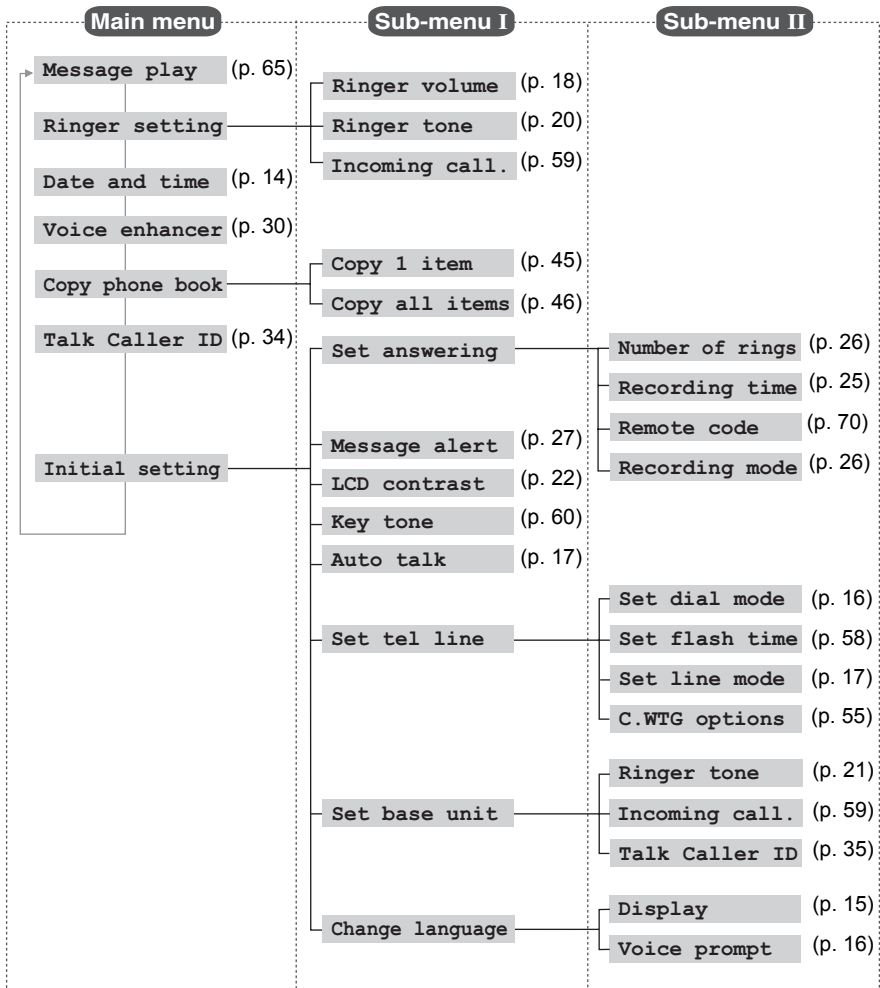 Main menu Sub-menu I Sub-menu II
Message play (p. 65)
Ringer volume (p. 18)
Ringer setting Ringer tone (p. 20)
Incoming call. (p. 59)
Date and time (p. 14)
Voice enhancer (p. 30)
Copy 1 item (p. 45)
Copy phone book
Copy all items (p. 46)
Talk Caller ID (p. 34)
Set answering Number of rings (p. 26)
Recording time (p. 25)
Remote code (p. 70)
Message alert (p. 27)
Initial setting Recording mode (p. 26)
LCD contrast (p. 22)
Key tone (p. 60)
Auto talk (p. 17)
Set dial mode (p. 16)
Set tel line Set flash time (p. 58)
Set line mode (p. 17)
C.WTG options (p. 55)
Ringer tone (p. 21)
Set base unit Incoming call. (p. 59)
Talk Caller ID (p. 35)
Display (p. 15)
Change language
Voice prompt (p. 16)